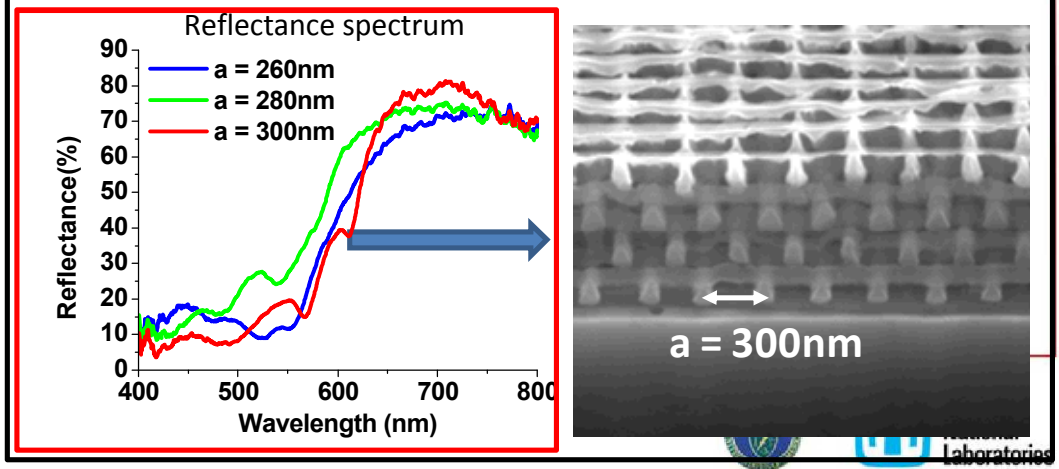 Reflectance spectrum
90
80
70
60
50
40
30
20
10
0
Reflectance(%)
a = 260nm
a = 280nm
a = 300nm
400 500 600 700 800
Wavelength (nm)
a = 300nm
Laboratories